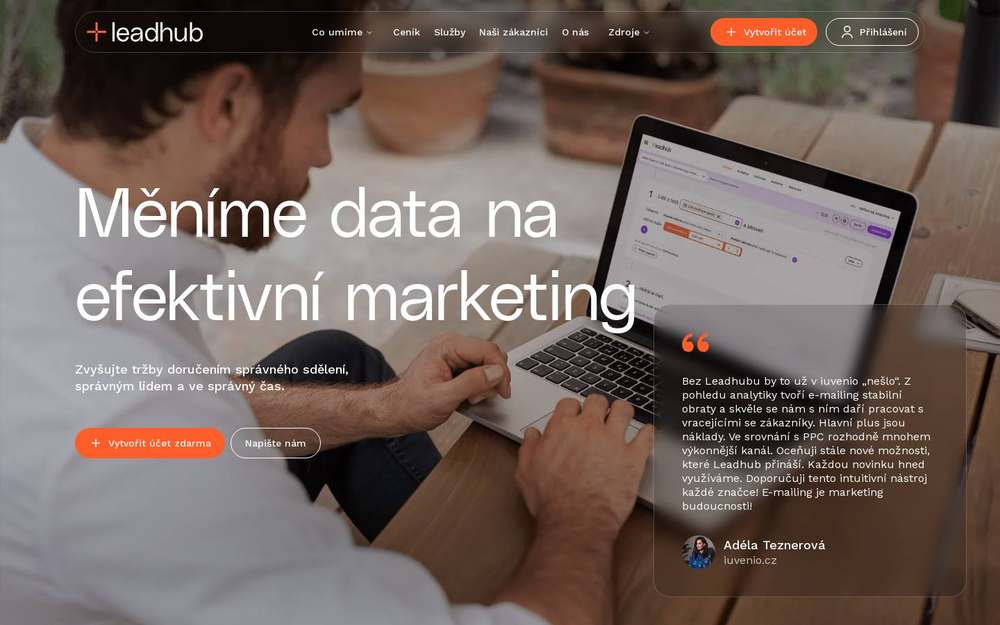 leadhub
Co umíme
Ceník
Služby
Naši zákazníci
O nás
Zdroje
Vytvořit účet
Přihlášení
Měníme data na
efektivní marketing
Zvyšujte tržby doručením správného sdělení,
správným lidem a ve správný čas.
Vytvořit účet zdarma
Napište nám
Bez Leadhubu by to už v iuvenio „nešlo“. Z
pohledu analytiky tvoří e-mailing stabilní
obraty a skvěle se nám s ním daří pracovat s
vracejícími se zákazníky. Hlavní plus jsou
náklady. Ve srovnání s PPC rozhodně mnohem
výkonnější kanál. Oceňuji stále nové možnosti,
které Leadhub přináší. Každou novinku hned
využíváme. Doporučuji tento intuitivní nástroj
každé značce! E-mailing je marketing
budoucnosti!
Adéla Teznerová
iuvenio.cz